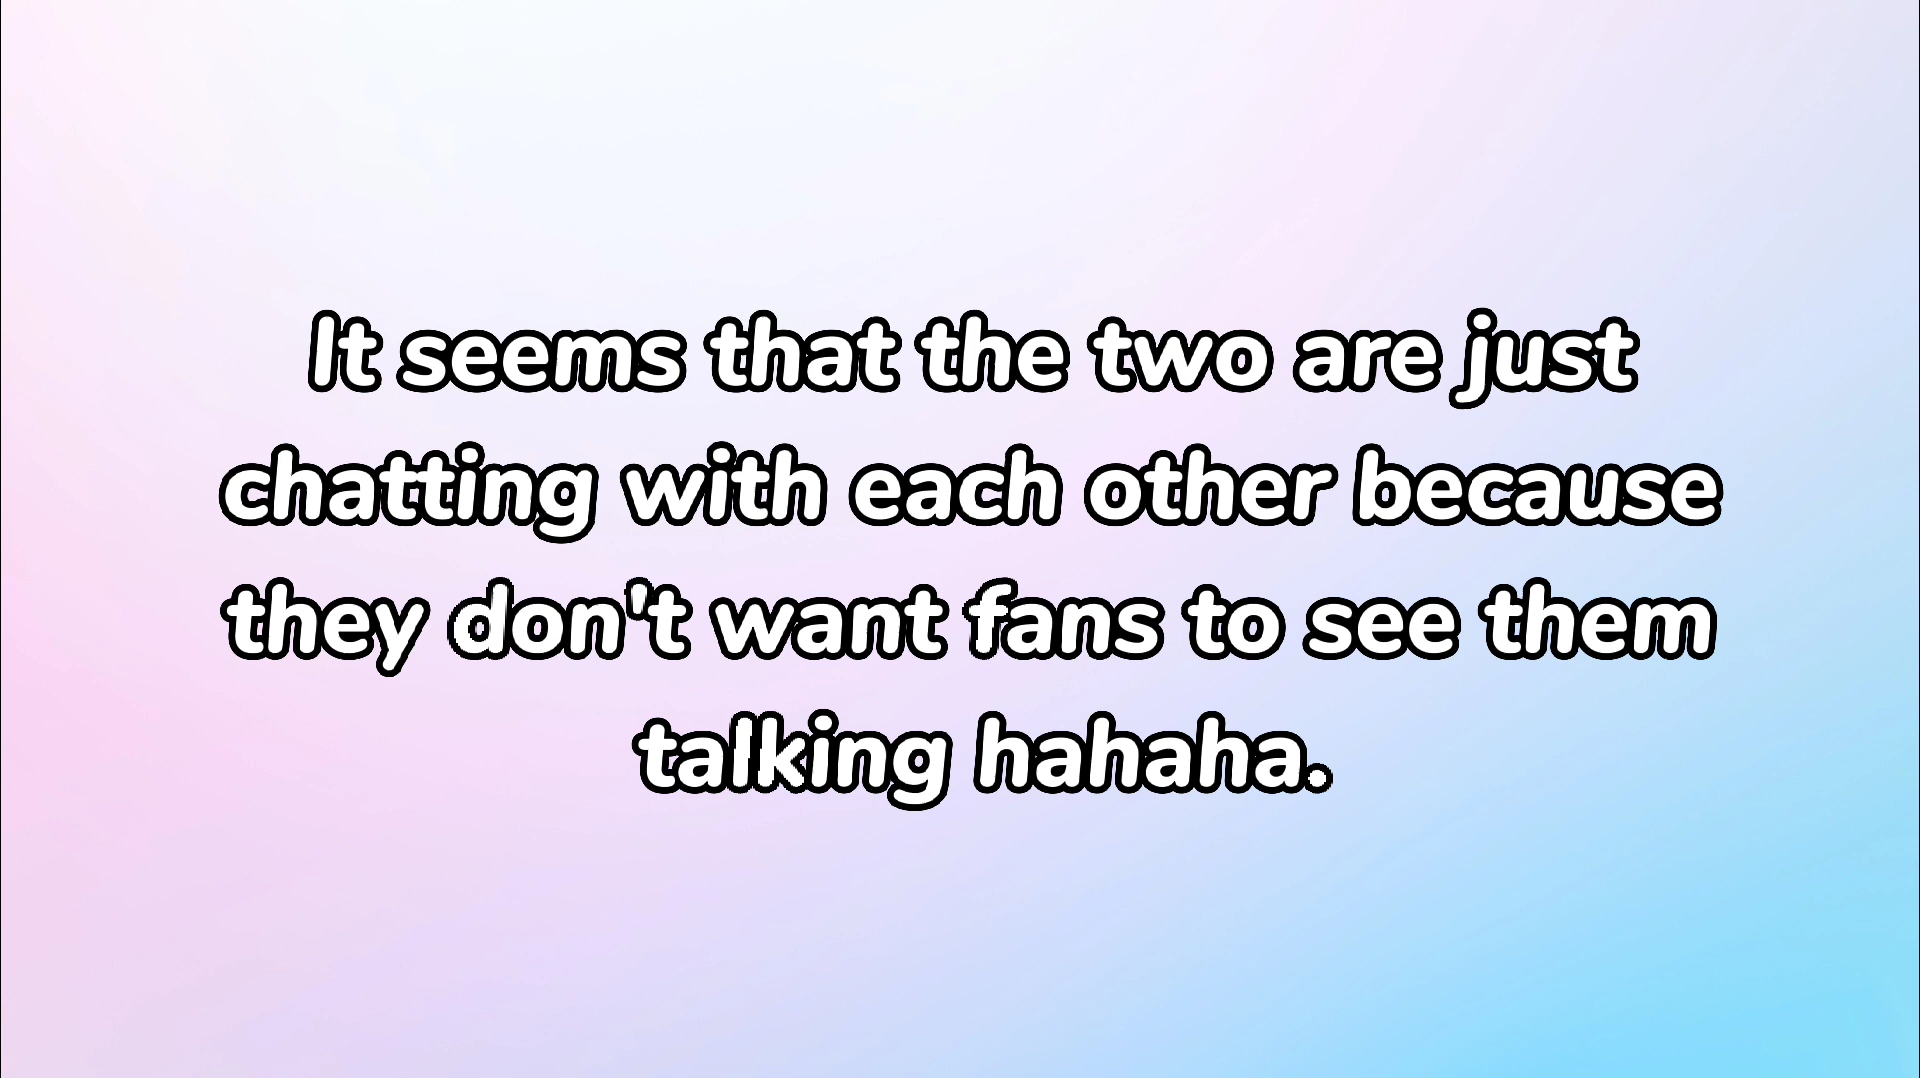 It seems that the two are just
chatting with each other because
they don't want fans to see them
talking hahaha.